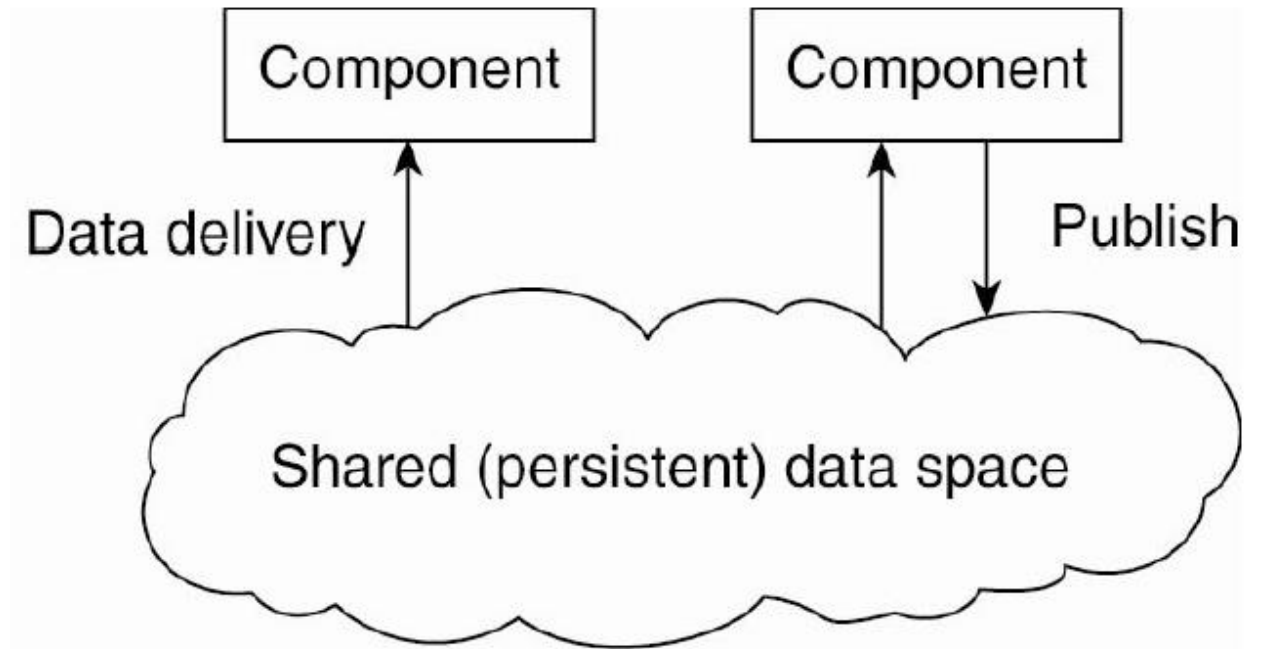 Component
Component
Data delivery
Publish
Shared (persistent) data space